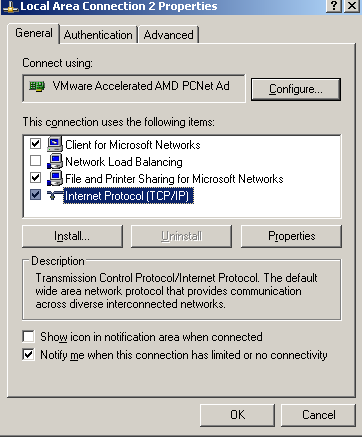 Local Area Connection 2 Properties
General Authentication Advanced
Connect using:
VMware Accelerated AMD PCNet Ad
Configure...
This connection uses the following items:
Client for Microsoft Networks
Network Load Balancing
File and Printer Sharing for Microsoft Networks
Internet Protocol (TCP/IP)
Install... Uninstall Properties
Description
Transmission Control Protocol/Internet Protocol. The default
wide area network protocol that provides communication
across diverse interconnected networks.
Show icon in notification area when connected
Notify me when this connection has limited or no connectivity
OK Cancel